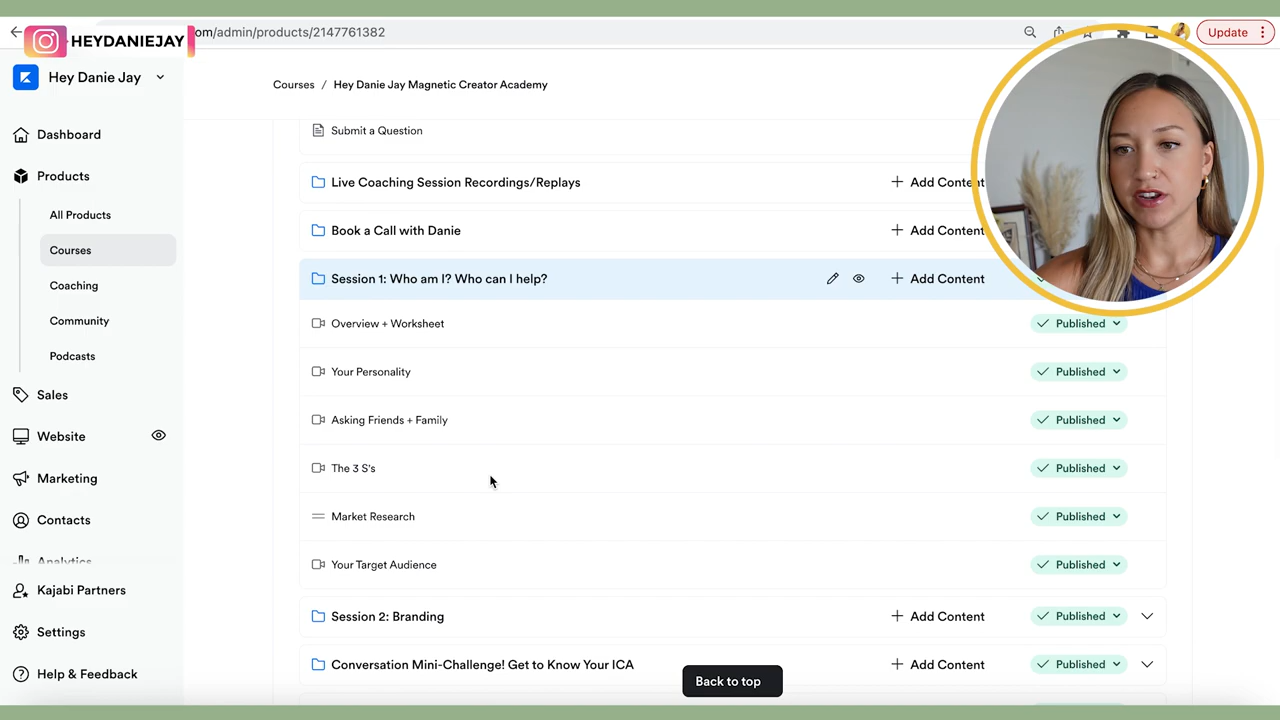 om/admin/products/2147761382
HEYDANIEJAY
Update
Hey Danie Jay
Courses / Hey Danie Jay Magnetic Creator Academy
Dashboard
Products
All Products
Courses
Coaching
Community
Podcasts
Sales
Website
Marketing
Contacts
Analytics
Kajabi Partners
Settings
Help & Feedback
Submit a Question
Live Coaching Session Recordings/Replays
+ Add Content
Book a Call with Danie
+ Add Content
Session 1: Who am I? Who can I help?
+ Add Content
Overview + Worksheet
Published
Your Personality
Published
Asking Friends + Family
Published
The 3 S's
Published
Market Research
Published
Your Target Audience
Published
Session 2: Branding
+ Add Content
Published
Conversation Mini-Challenge! Get to Know Your ICA
+ Add Content
Published
Back to top